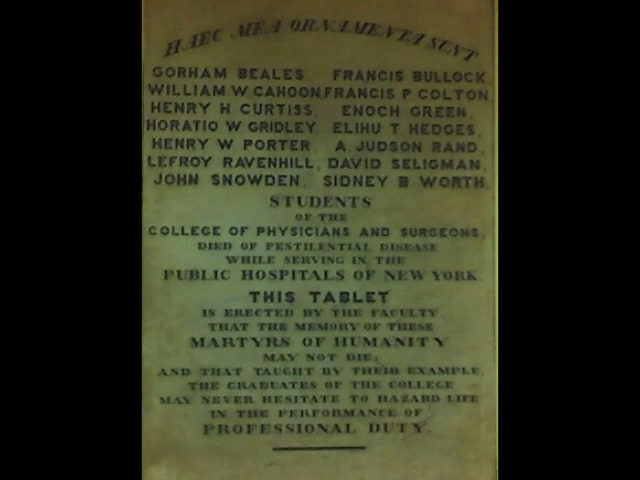 HAEC MEA ORNAMENTA SUNT
GORHAM BEALES FRANCIS BULLOCK
WILLIAM W CAHOON, FRANCIS P COLTON
HENRY H CURTISS, ENOCH GREEN,
HORATIO W GRIDLEY, ELIHU T HEDGES,
HENRY W PORTER, A JUDSON RAND,
LEFROY RAVENHILL, DAVID SELIGMAN,
JOHN SNOWDEN, SIDNEY B WORTH
STUDENTS
OF THE
COLLEGE OF PHYSICIANS AND SURGEONS,
DIED OF PESTILENTIAL DISEASE
WHILE SERVING IN THE
PUBLIC HOSPITALS OF NEW YORK
THIS TABLET
IS ERECTED BY THE FACULTY
THAT THE MEMORY OF THESE
MARTYRS OF HUMANITY
MAY NOT DIE;
AND THAT TAUGHT BY THEIR EXAMPLE
THE GRADUATES OF THE COLLEGE
MAY NEVER HESITATE TO HAZARD LIFE
IN THE PERFORMANCE OF
PROFESSIONAL DUTY.